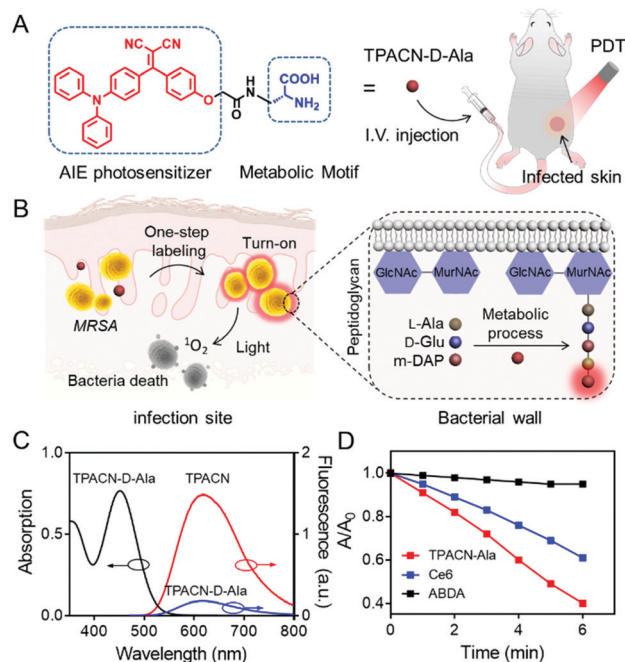 A
CN CN
N
O
O
N
H
COOH
NH2
AIE photosensitizer
Metabolic Motif
=
TPACN-D-Ala
I.V. injection
PDT
Infected skin
B
One-step
labeling
Turn-on
MRSA
1O2
Light
Bacteria death
infection site
Peptidoglycan
GlcNAc MurNAc GlcNAc MurNAc
L-Ala
D-Glu
m-DAP
Metabolic
process
Bacterial wall
C
TPACN-D-Ala
TPACN
TPACN-D-Ala
Absorption
1.0
0.5
0.0
Fluorescence
(a.u.)
2
1
0
400 500 600 700 800
Wavelength (nm)
D
A/A0
1.0
0.8
0.6
0.4
TPACN-Ala
Ce6
ABDA
0 2 4 6
Time (min)